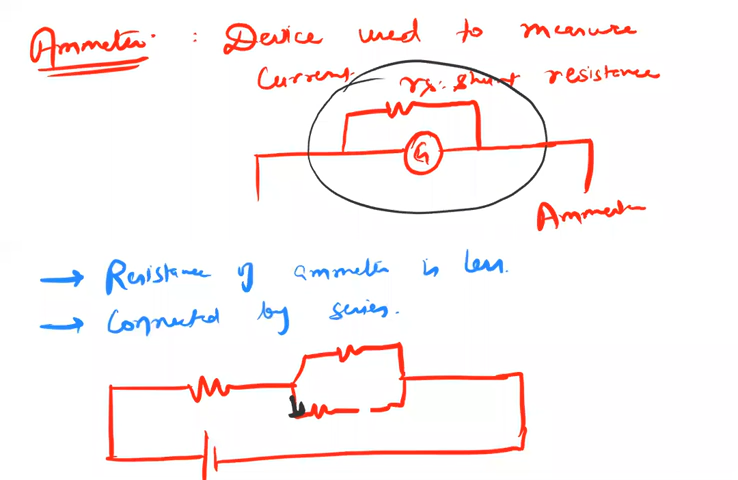 Ammeter : Device used to measure
current rs: shunt resistance
G
Ammeter
→ Resistance of ammeter is less.
→ Connected by series.